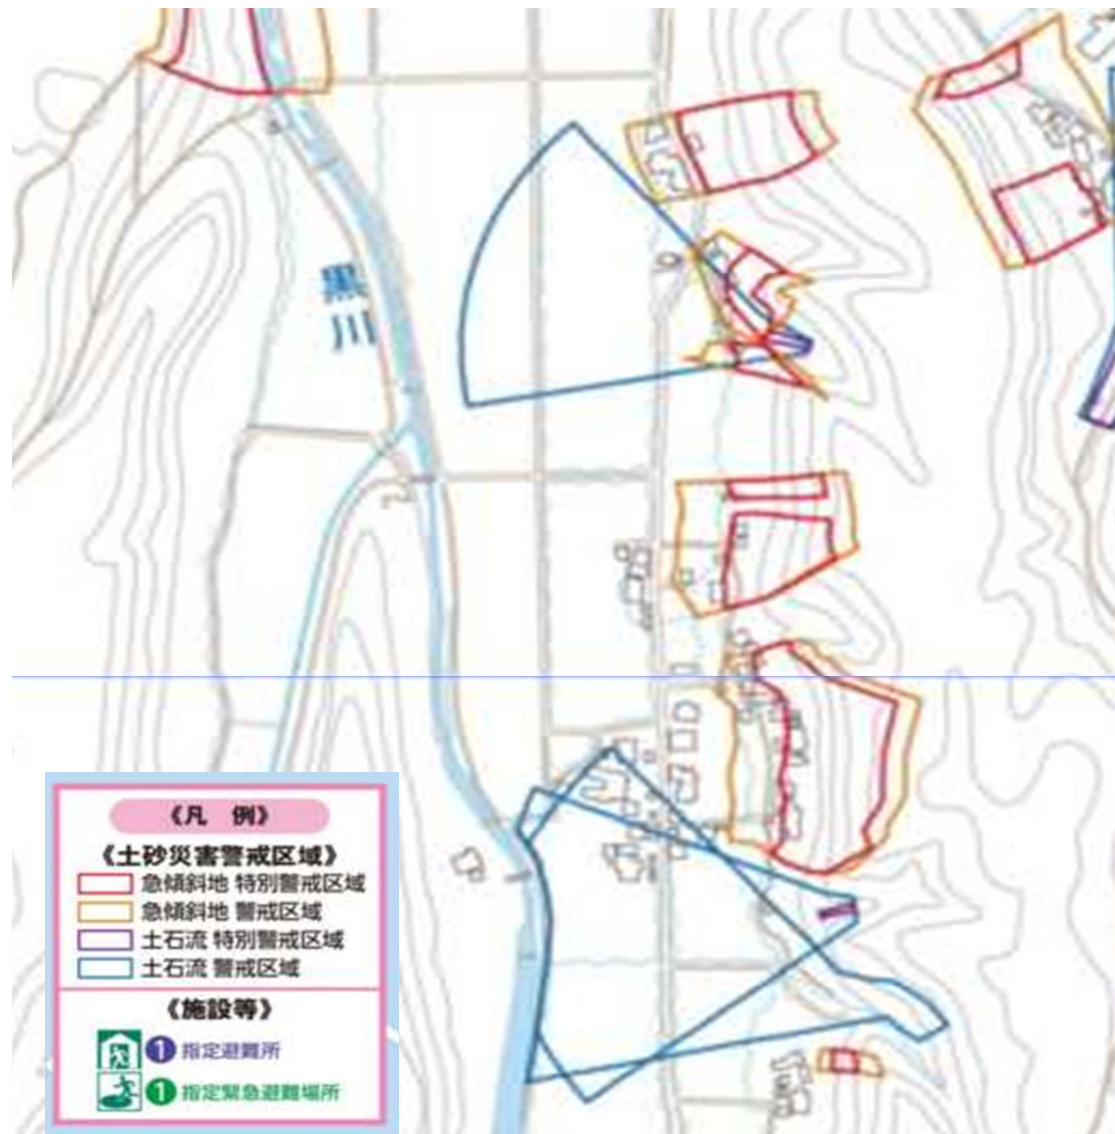 黒
川
《凡 例》
《土砂災害警戒区域》
急傾斜地 特別警戒区域
急傾斜地 警戒区域
土石流 特別警戒区域
土石流 警戒区域
《施設等》
1 指定避難所
1 指定緊急避難場所